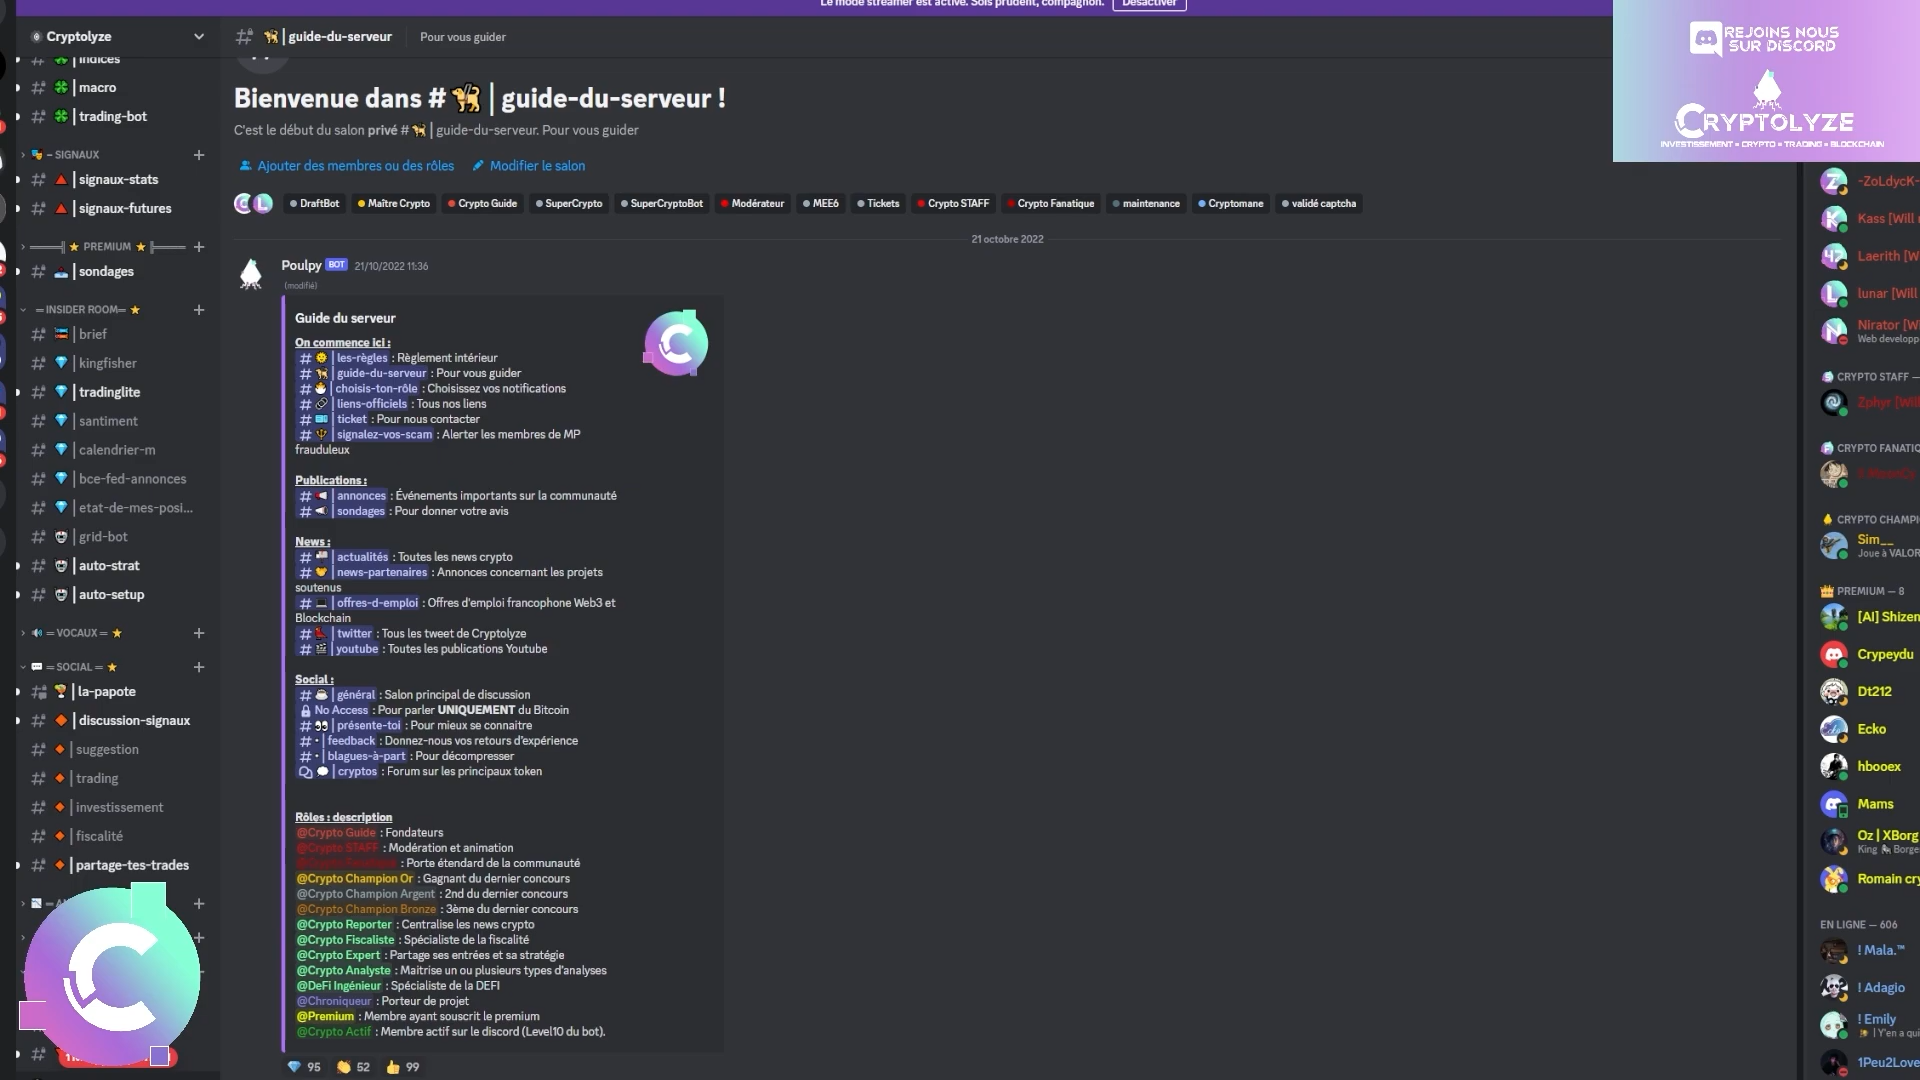 Le mode streamer est activé. Sois prudent, compagnon. Désactiver
Cryptolyze
| guide-du-serveur
Pour vous guider
REJOINS NOUS
SUR DISCORD
CRYPTOLYZE
INVESTISSEMENT • CRYPTO • TRADING • BLOCKCHAIN
| indices
| macro
| trading-bot
– SIGNAUX
| signaux-stats
| signaux-futures
PREMIUM
| sondages
=INSIDER ROOM=
| brief
| kingfisher
| tradinglite
| santiment
| calendrier-m
| bce-fed-annonces
| etat-de-mes-posi...
| grid-bot
| auto-strat
| auto-setup
= VOCAUX =
= SOCIAL =
| la-papote
| discussion-signaux
| suggestion
| trading
| investissement
| fiscalité
| partage-tes-trades
Bienvenue dans # | guide-du-serveur !
C'est le début du salon privé # | guide-du-serveur. Pour vous guider
Ajouter des membres ou des rôles Modifier le salon
DraftBot Maître Crypto Crypto Guide SuperCrypto SuperCryptoBot Modérateur MEE6 Tickets Crypto STAFF Crypto Fanatique maintenance Cryptomane validé captcha
21 octobre 2022
Poulpy BOT 21/10/2022 11:36
(modifié)
Guide du serveur
On commence ici :
# | les-règles : Règlement intérieur
# | guide-du-serveur : Pour vous guider
# | choisis-ton-rôle : Choisissez vos notifications
# | liens-officiels : Tous nos liens
# | ticket : Pour nous contacter
# | signalez-vos-scam : Alerter les membres de MP
frauduleux
Publications :
# | annonces : Événements importants sur la communauté
# | sondages : Pour donner votre avis
News :
# | actualités : Toutes les news crypto
# | news-partenaires : Annonces concernant les projets
soutenus
# | offres-d-emploi : Offres d'emploi francophone Web3 et
Blockchain
# | twitter : Tous les tweet de Cryptolyze
# | youtube : Toutes les publications Youtube
Social :
# | général : Salon principal de discussion
No Access : Pour parler UNIQUEMENT du Bitcoin
# | présente-toi : Pour mieux se connaitre
# • | feedback : Donnez-nous vos retours d'expérience
# • | blagues-à-part : Pour décompresser
| cryptos : Forum sur les principaux token
Rôles : description
@Crypto Guide : Fondateurs
@Crypto STAFF : Modération et animation
@Crypto Fanatique : Porte étendard de la communauté
@Crypto Champion Or : Gagnant du dernier concours
@Crypto Champion Argent : 2nd du dernier concours
@Crypto Champion Bronze : 3ème du dernier concours
@Crypto Reporter : Centralise les news crypto
@Crypto Fiscaliste : Spécialiste de la fiscalité
@Crypto Expert : Partage ses entrées et sa stratégie
@Crypto Analyste : Maitrise un ou plusieurs types d'analyses
@DeFi Ingénieur : Spécialiste de la DEFI
@Chroniqueur : Porteur de projet
@Premium : Membre ayant souscrit le premium
@Crypto Actif : Membre actif sur le discord (Level10 du bot).
95 52 99
-ZoLdycK-
Kass [Will
Laerith [W
lunar [Will
Nirator [Wi
Web develop
CRYPTO STAFF —
Zphyr [Will
CRYPTO FANATIQ
CRYPTO CHAMPI
Sim__
Joue à VALOR
PREMIUM — 8
[AI] Shizen
Crypeydu
Dt212
Ecko
hbooex
Mams
Oz | XBorg
King Borge
Romain cry
EN LIGNE — 606
! Mala.™
! Adagio
! Emily
| Y'en a qui
1Peu2Love